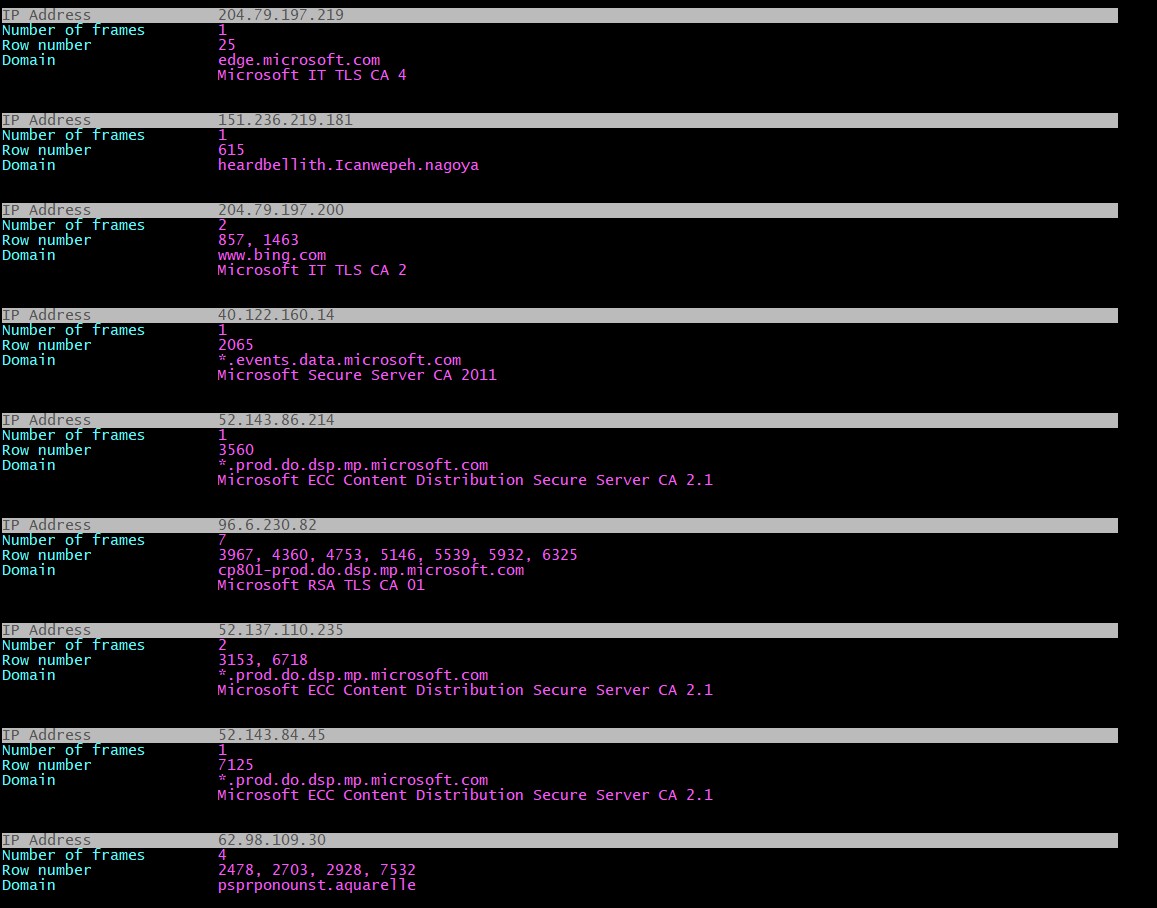 IP Address 204.79.197.219
Number of frames 1
Row number 25
Domain edge.microsoft.com
Microsoft IT TLS CA 4
IP Address 151.236.219.181
Number of frames 1
Row number 615
Domain heardbellith.Icanwepeh.nagoya
IP Address 204.79.197.200
Number of frames 2
Row number 857, 1463
Domain www.bing.com
Microsoft IT TLS CA 2
IP Address 40.122.160.14
Number of frames 1
Row number 2065
Domain *.events.data.microsoft.com
Microsoft Secure Server CA 2011
IP Address 52.143.86.214
Number of frames 1
Row number 3560
Domain *.prod.do.dsp.mp.microsoft.com
Microsoft ECC Content Distribution Secure Server CA 2.1
IP Address 96.6.230.82
Number of frames 7
Row number 3967, 4360, 4753, 5146, 5539, 5932, 6325
Domain cp801-prod.do.dsp.mp.microsoft.com
Microsoft RSA TLS CA 01
IP Address 52.137.110.235
Number of frames 2
Row number 3153, 6718
Domain *.prod.do.dsp.mp.microsoft.com
Microsoft ECC Content Distribution Secure Server CA 2.1
IP Address 52.143.84.45
Number of frames 1
Row number 7125
Domain *.prod.do.dsp.mp.microsoft.com
Microsoft ECC Content Distribution Secure Server CA 2.1
IP Address 62.98.109.30
Number of frames 4
Row number 2478, 2703, 2928, 7532
Domain psprponounst.aquarelle